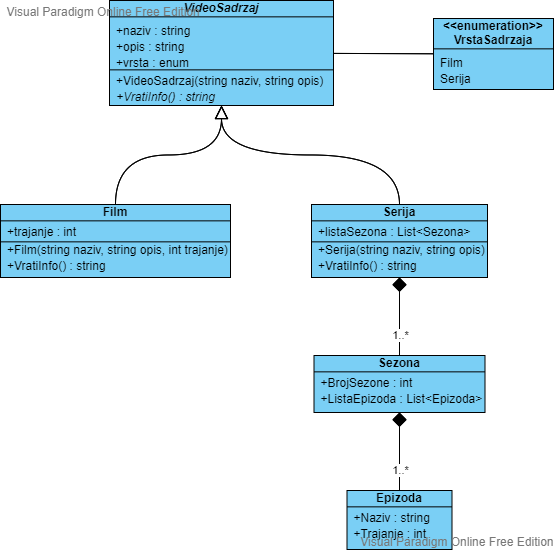 Visual Paradigm Online Free Edition
VideoSadrzaj
+naziv : string
+opis : string
+vrsta : enum
+VideoSadrzaj(string naziv, string opis)
+VratiInfo() : string
<<enumeration>>
VrstaSadrzaja
Film
Serija
Film
+trajanje : int
+Film(string naziv, string opis, int trajanje)
+VratiInfo() : string
Serija
+listaSezona : List<Sezona>
+Serija(string naziv, string opis)
+VratiInfo() : string
1..*
Sezona
+BrojSezone : int
+ListaEpizoda : List<Epizoda>
1..*
Epizoda
+Naziv : string
+Trajanje : int
Visual Paradigm Online Free Edition